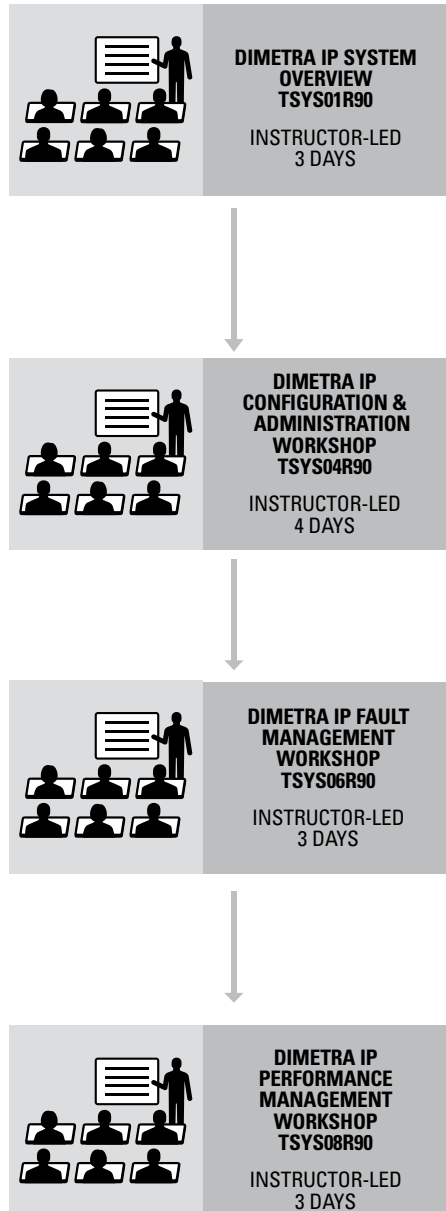 DIMETRA IP SYSTEM
OVERVIEW
TSYS01R90
INSTRUCTOR-LED
3 DAYS
DIMETRA IP
CONFIGURATION &
ADMINISTRATION
WORKSHOP
TSYS04R90
INSTRUCTOR-LED
4 DAYS
DIMETRA IP FAULT
MANAGEMENT
WORKSHOP
TSYS06R90
INSTRUCTOR-LED
3 DAYS
DIMETRA IP
PERFORMANCE
MANAGEMENT
WORKSHOP
TSYS08R90
INSTRUCTOR-LED
3 DAYS